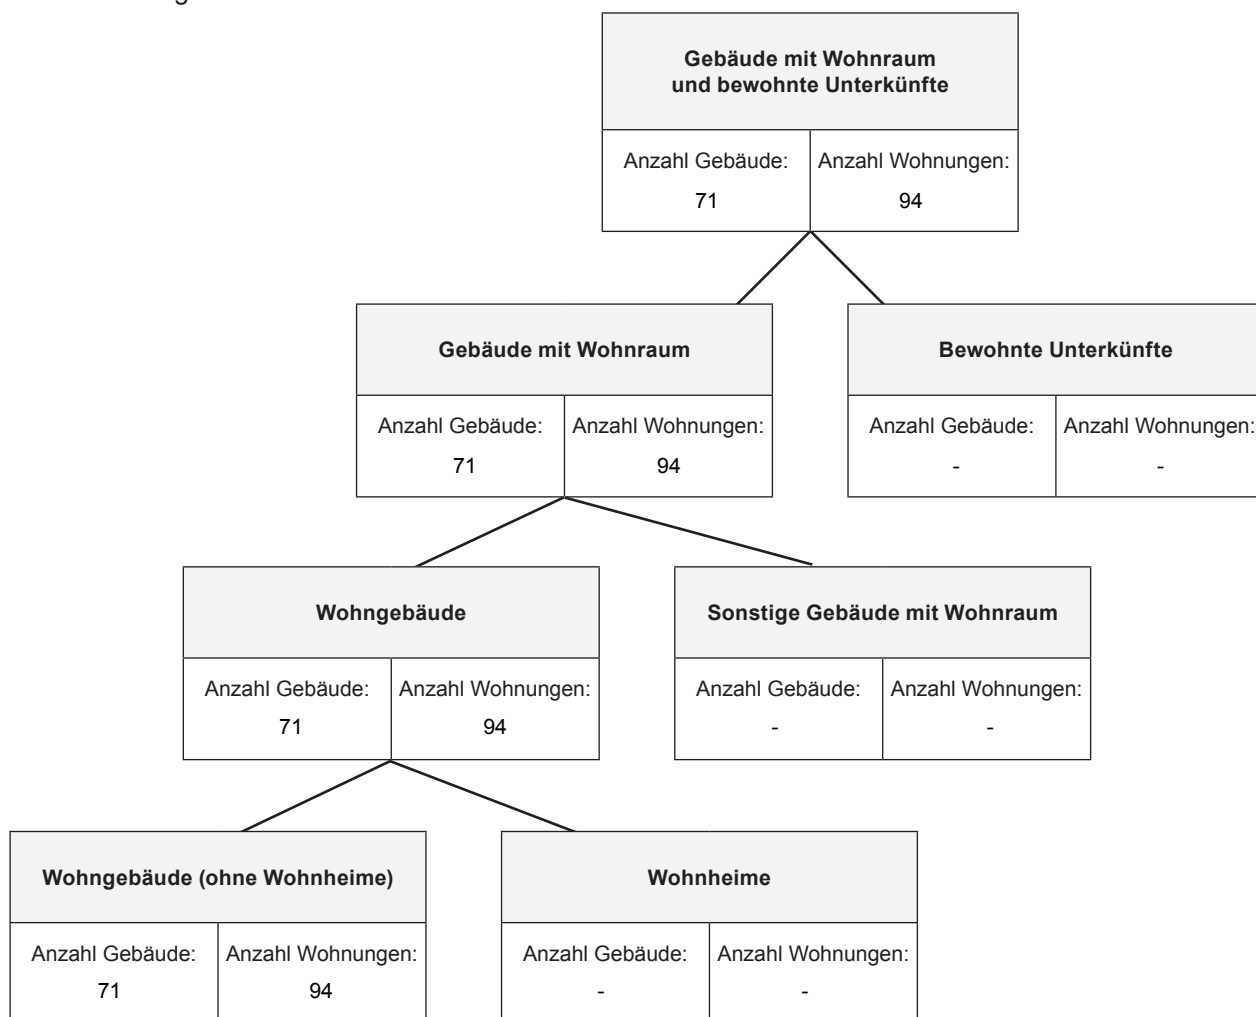 Gebäude mit Wohnraum
und bewohnte Unterkünfte
Anzahl Gebäude: Anzahl Wohnungen:
71 94
Gebäude mit Wohnraum
Bewohnte Unterkünfte
Anzahl Gebäude: Anzahl Wohnungen:
71 94
Anzahl Gebäude: Anzahl Wohnungen:
- -
Wohngebäude
Sonstige Gebäude mit Wohnraum
Anzahl Gebäude: Anzahl Wohnungen:
71 94
Anzahl Gebäude: Anzahl Wohnungen:
- -
Wohngebäude (ohne Wohnheime)
Wohnheime
Anzahl Gebäude: Anzahl Wohnungen:
71 94
Anzahl Gebäude: Anzahl Wohnungen:
- -